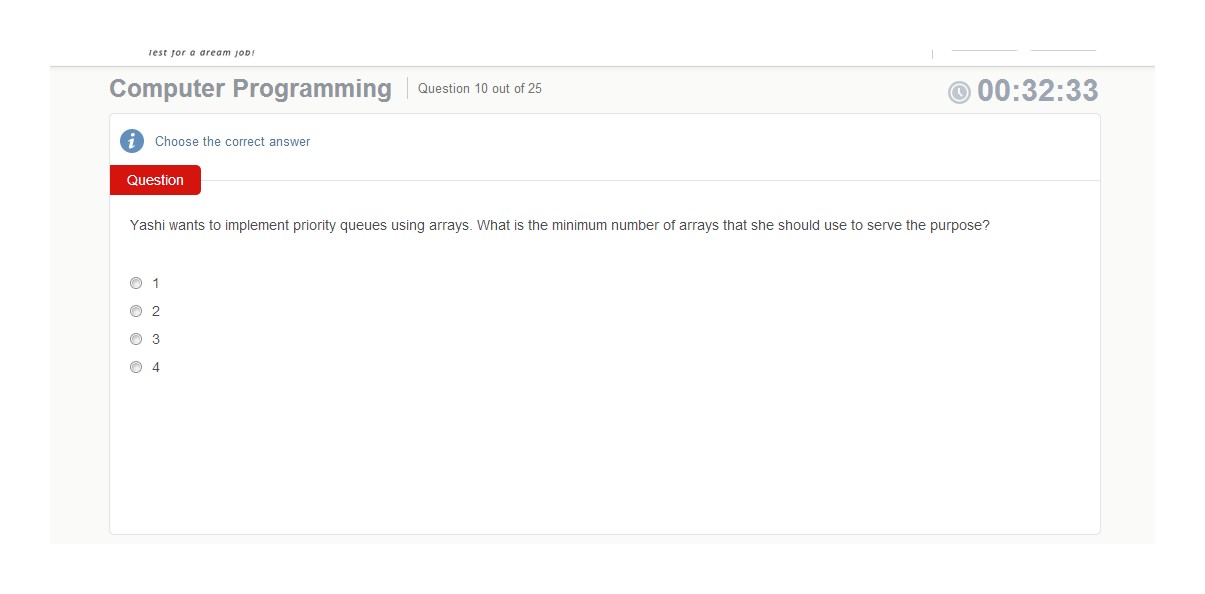 Test for a dream job!
Computer Programming
Question 10 out of 25
00:32:33
Choose the correct answer
Question
Yashi wants to implement priority queues using arrays. What is the minimum number of arrays that she should use to serve the purpose?
1
2
3
4